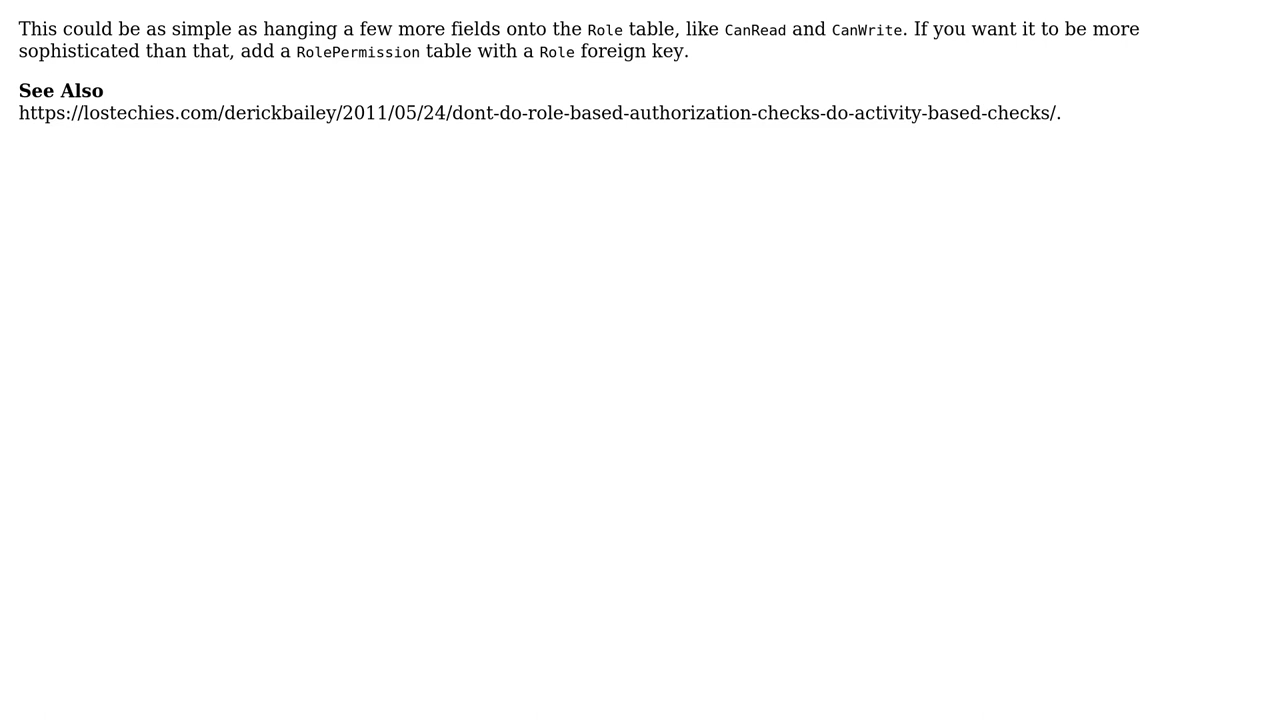 This could be as simple as hanging a few more fields onto the Role table, like CanRead and CanWrite. If you want it to be more
sophisticated than that, add a RolePermission table with a Role foreign key.
See Also
https://lostechies.com/derickbailey/2011/05/24/dont-do-role-based-authorization-checks-do-activity-based-checks/.